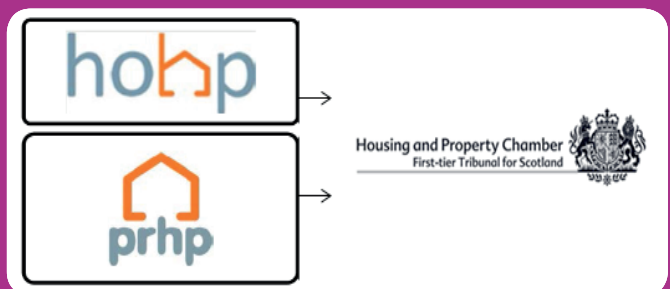 hohp
prhp
Housing and Property Chamber
First-tier Tribunal for Scotland